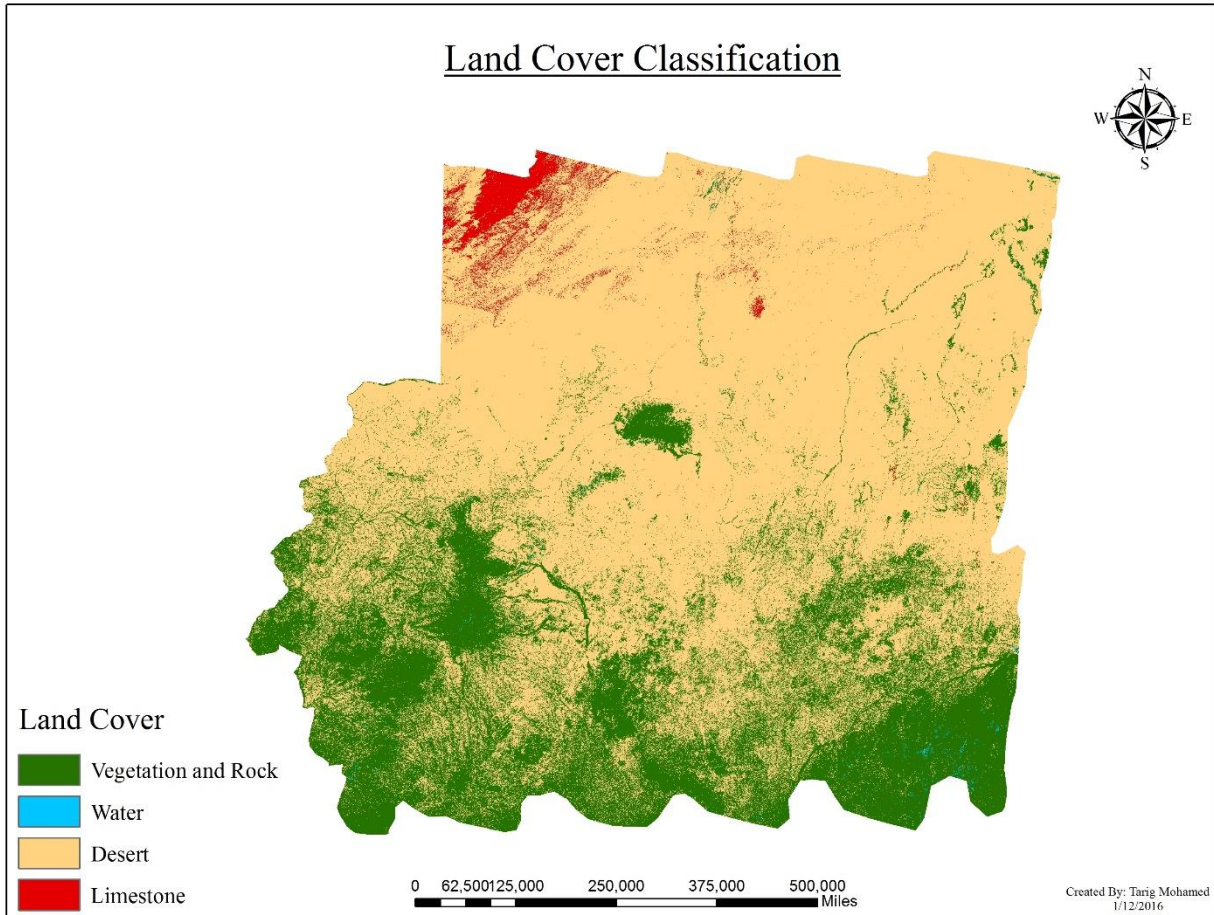 Land Cover Classification
N
W E
S
Land Cover
Vegetation and Rock
Water
Desert
Limestone
0 62,500125,000 250,000 375,000 500,000
Miles
Created By: Tarig Mohamed
1/12/2016